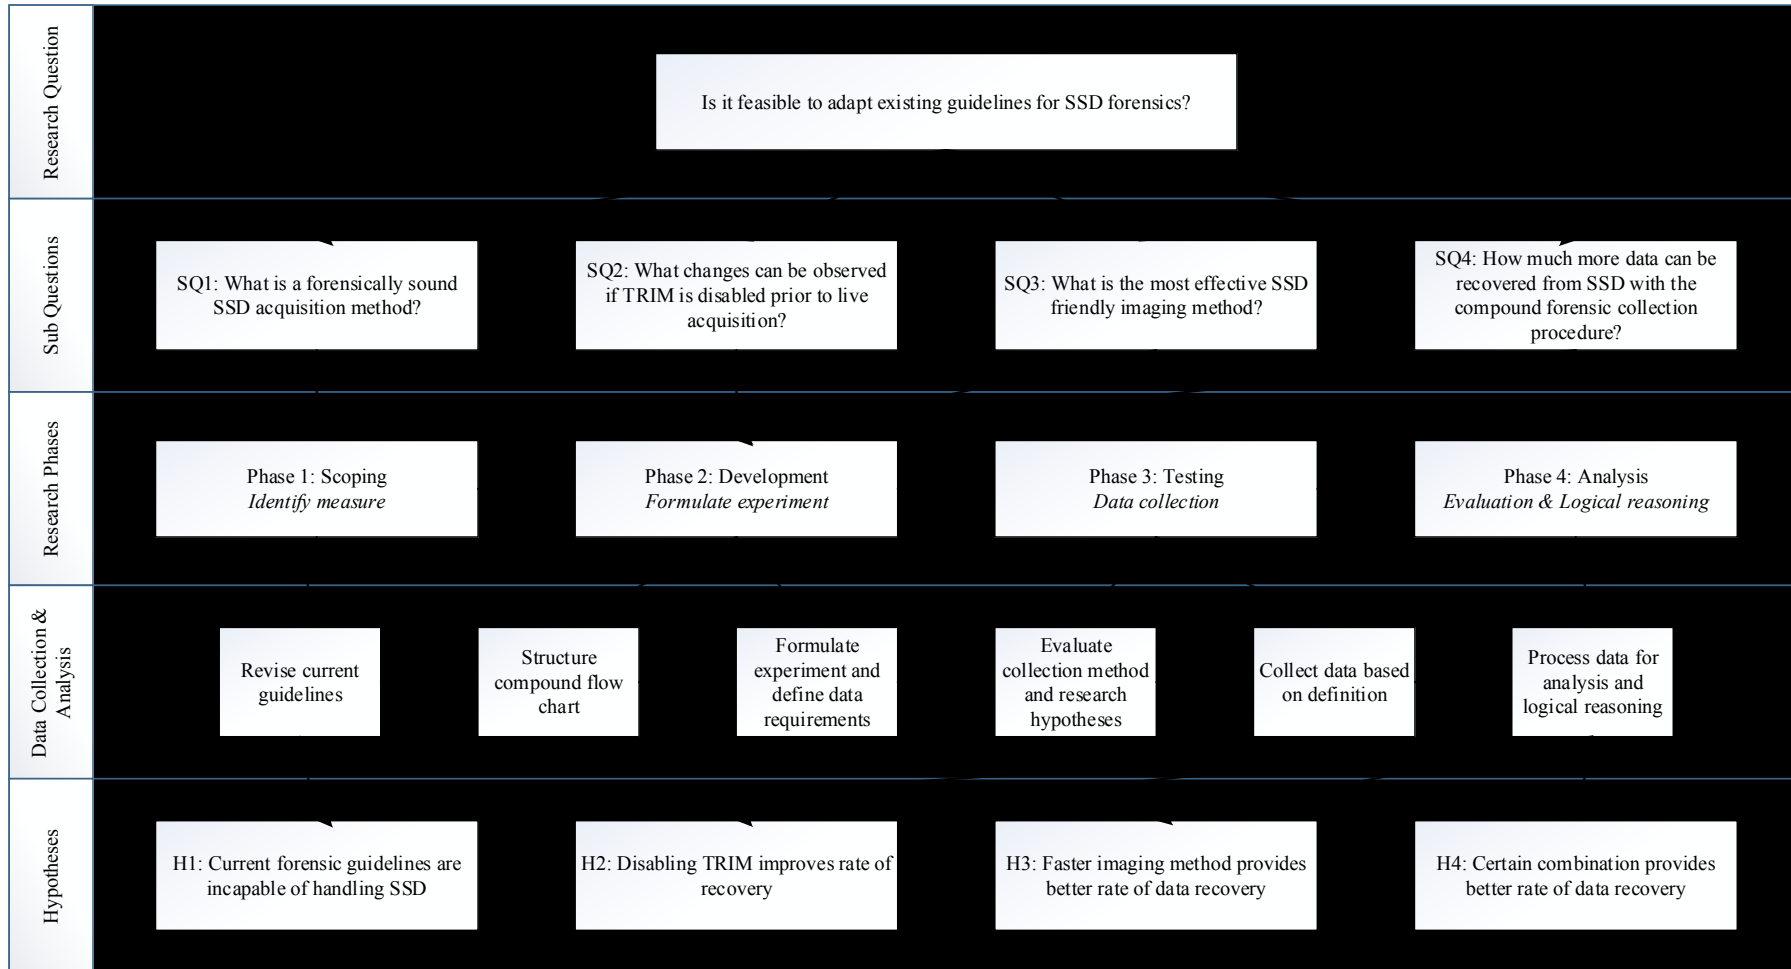 Research Question
Is it feasible to adapt existing guidelines for SSD forensics?
Sub Questions
SQ1: What is a forensically sound
SSD acquisition method?
SQ2: What changes can be observed
if TRIM is disabled prior to live
acquisition?
SQ3: What is the most effective SSD
friendly imaging method?
SQ4: How much more data can be
recovered from SSD with the
compound forensic collection
procedure?
Research Phases
Phase 1: Scoping
Identify measure
Phase 2: Development
Formulate experiment
Phase 3: Testing
Data collection
Phase 4: Analysis
Evaluation & Logical reasoning
Data Collection &
Analysis
Revise current
guidelines
Structure
compound flow
chart
Formulate
experiment and
define data
requirements
Evaluate
collection method
and research
hypotheses
Collect data based
on definition
Process data for
analysis and
logical reasoning
Hypotheses
H1: Current forensic guidelines are
incapable of handling SSD
H2: Disabling TRIM improves rate of
recovery
H3: Faster imaging method provides
better rate of data recovery
H4: Certain combination provides
better rate of data recovery